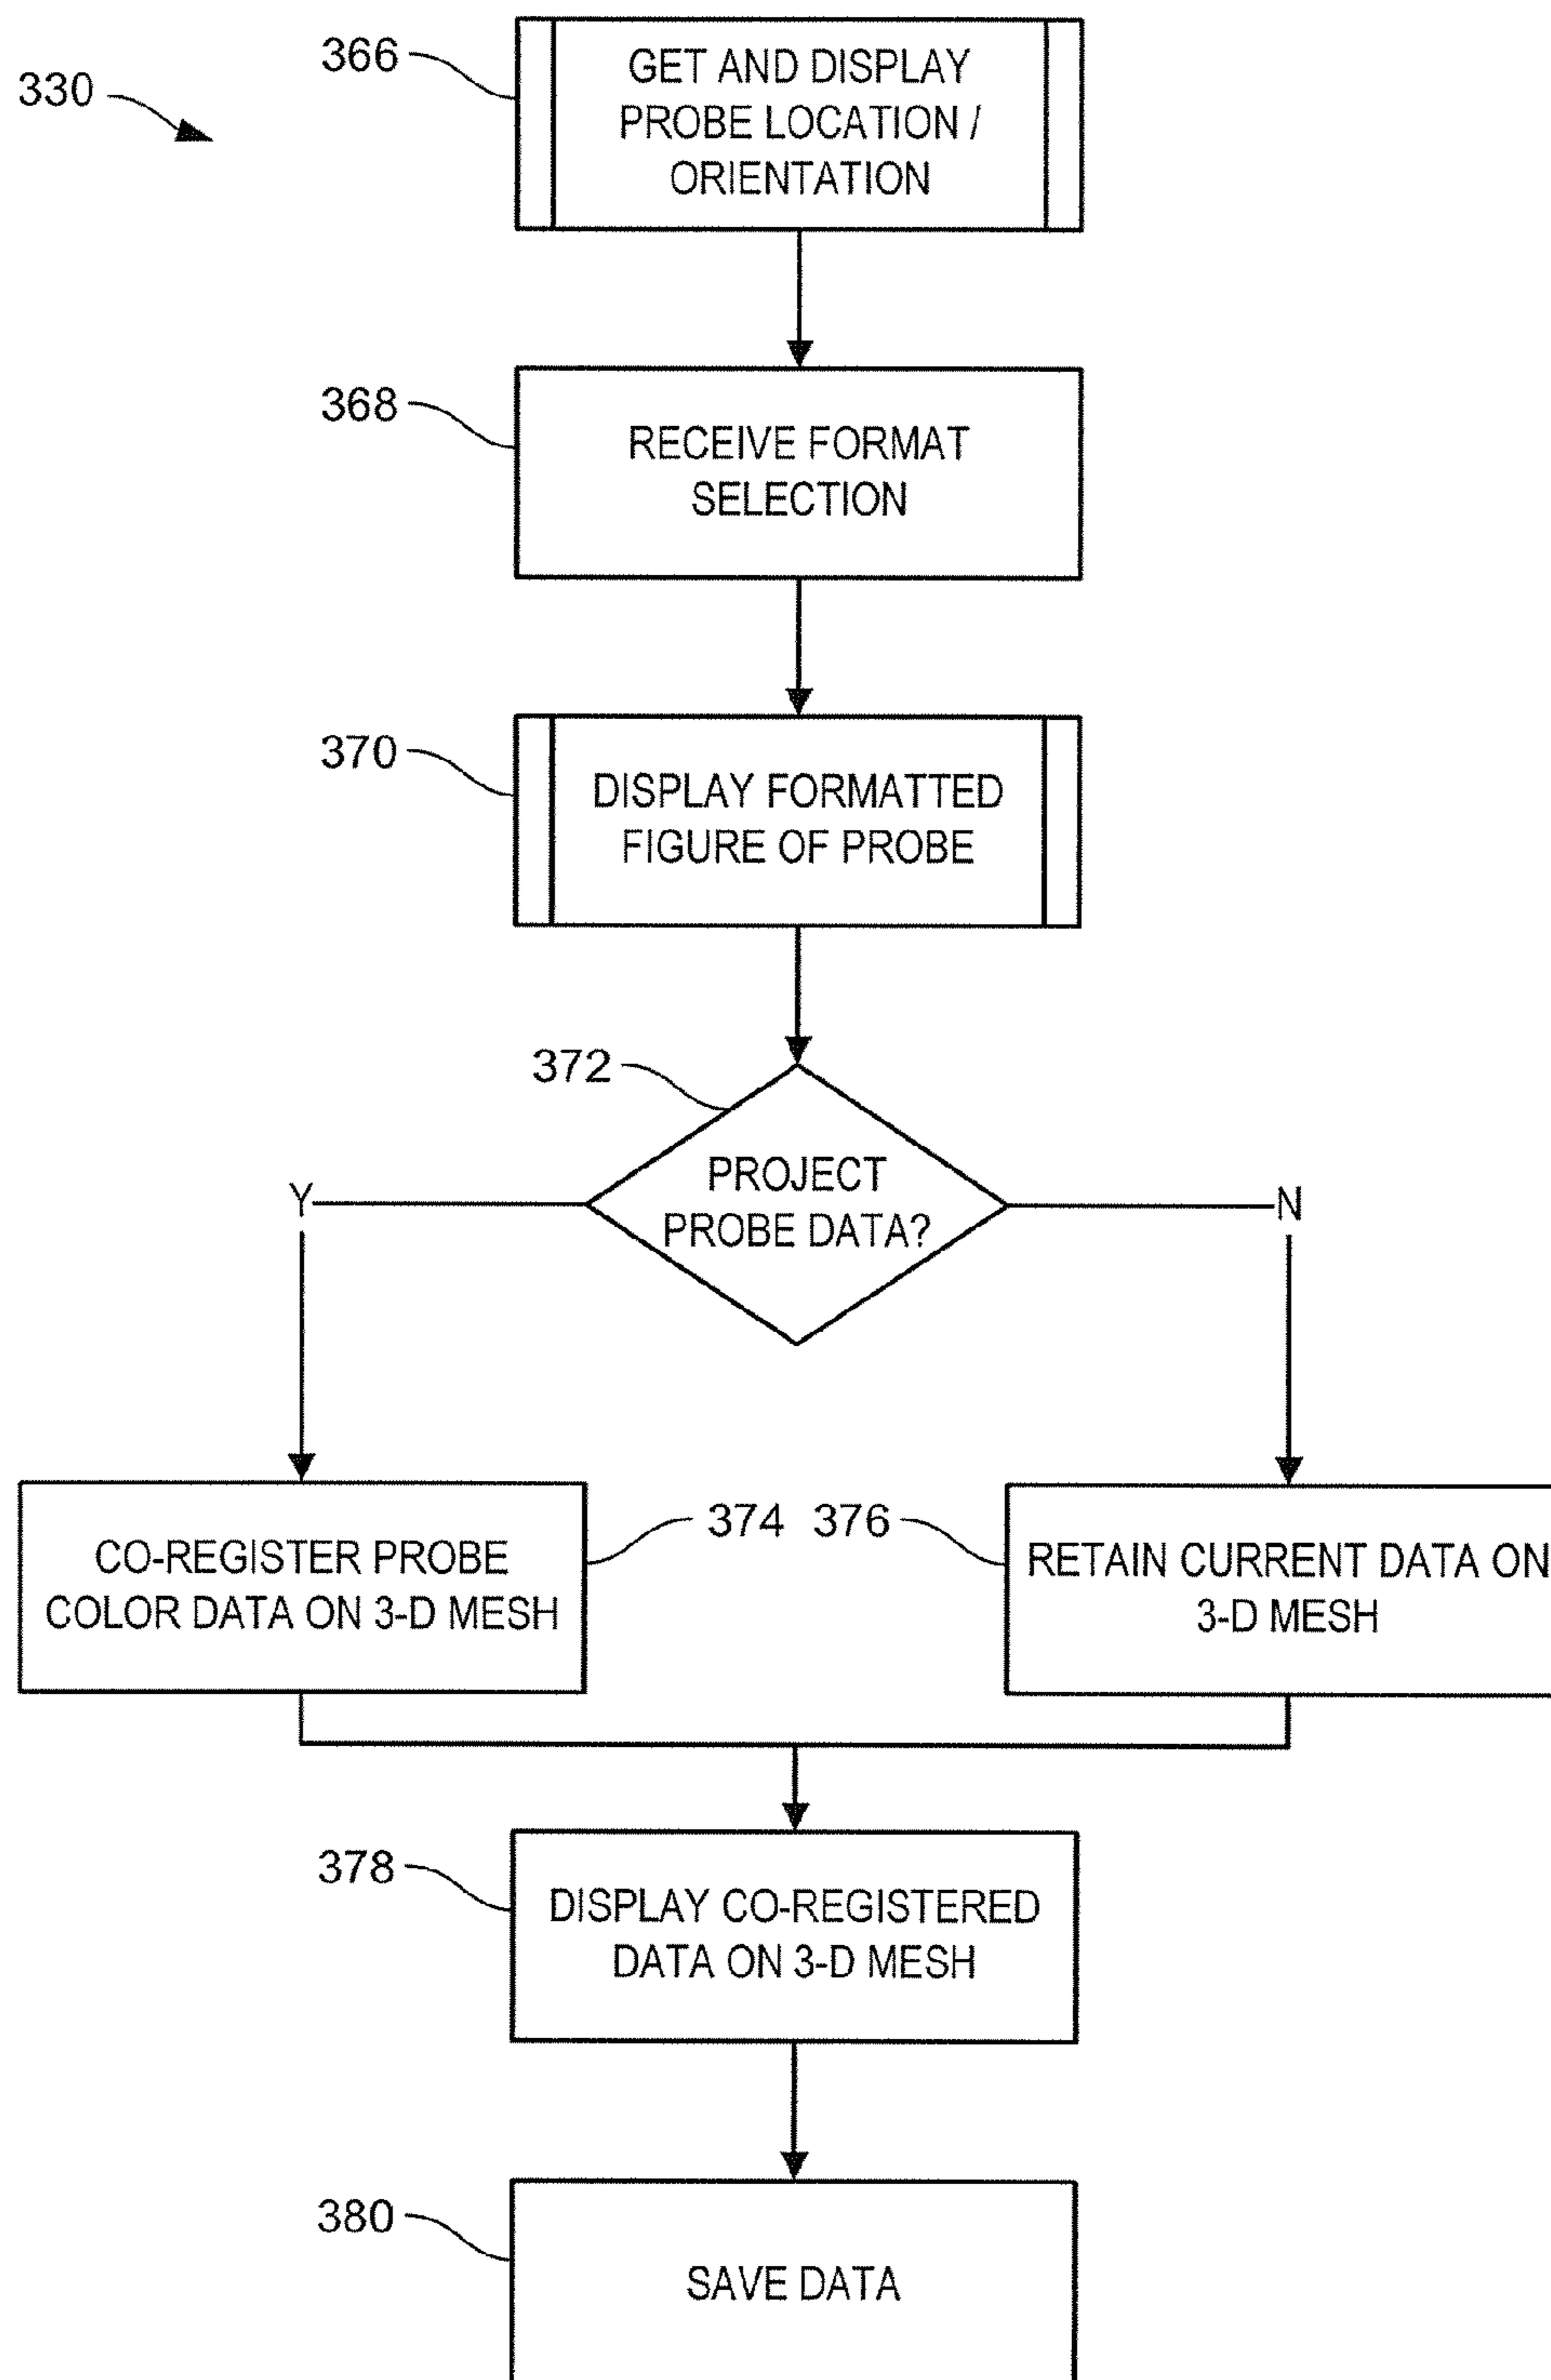 330
366
GET AND DISPLAY
PROBE LOCATION /
ORIENTATION
368
RECEIVE FORMAT
SELECTION
370
DISPLAY FORMATTED
FIGURE OF PROBE
372
PROJECT
PROBE DATA?
Y
N
374
CO-REGISTER PROBE
COLOR DATA ON 3-D MESH
376
RETAIN CURRENT DATA ON
3-D MESH
378
DISPLAY CO-REGISTERED
DATA ON 3-D MESH
380
SAVE DATA